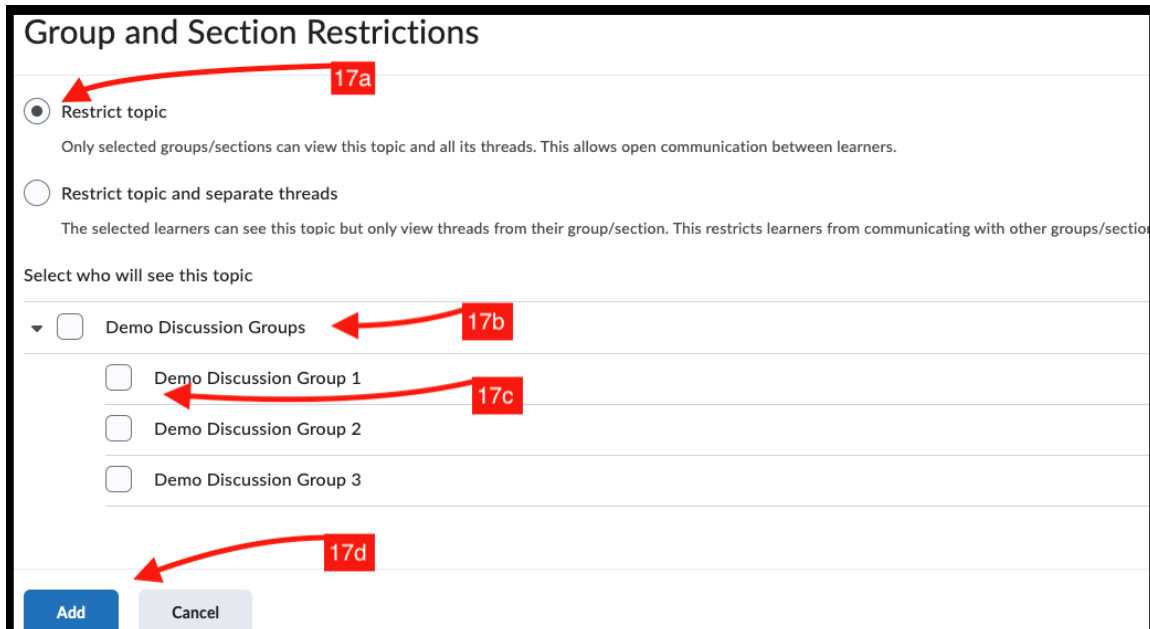 Group and Section Restrictions
17a
Restrict topic
Only selected groups/sections can view this topic and all its threads. This allows open communication between learners.
Restrict topic and separate threads
The selected learners can see this topic but only view threads from their group/section. This restricts learners from communicating with other groups/section
Select who will see this topic
Demo Discussion Groups
17b
Demo Discussion Group 1
17c
Demo Discussion Group 2
Demo Discussion Group 3
17d
Add
Cancel